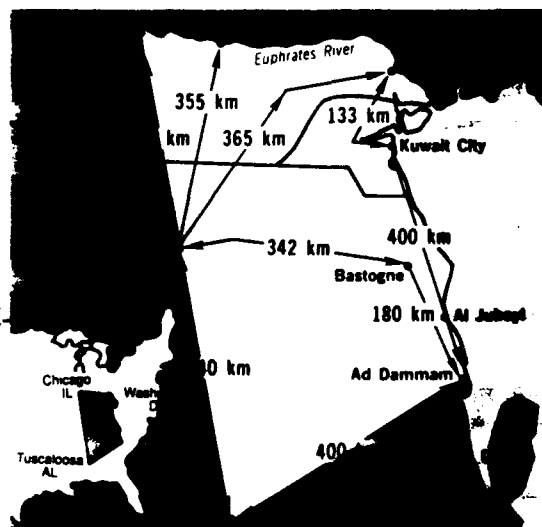 Euphrates River
355 km
133 km
km
365 km
Kuwait City
400 km
342 km
Bastogne
180 km
Al Jubayl
Chicago
IL
Ad Dammam
Tuscaloosa
AL
400